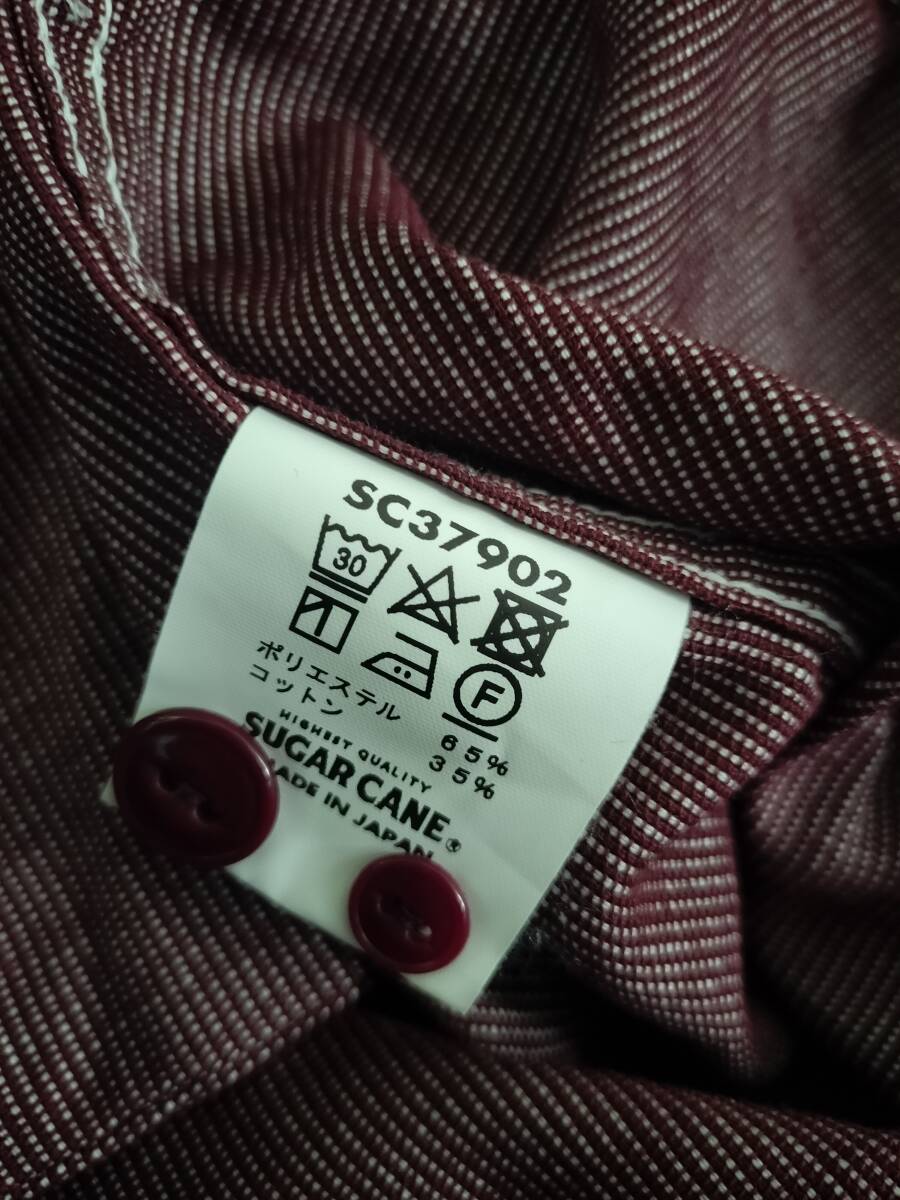 SC37902
30
F
ポリエステル 65%
コットン 35%
HIGHEST QUALITY
SUGAR CANE®
MADE IN JAPAN